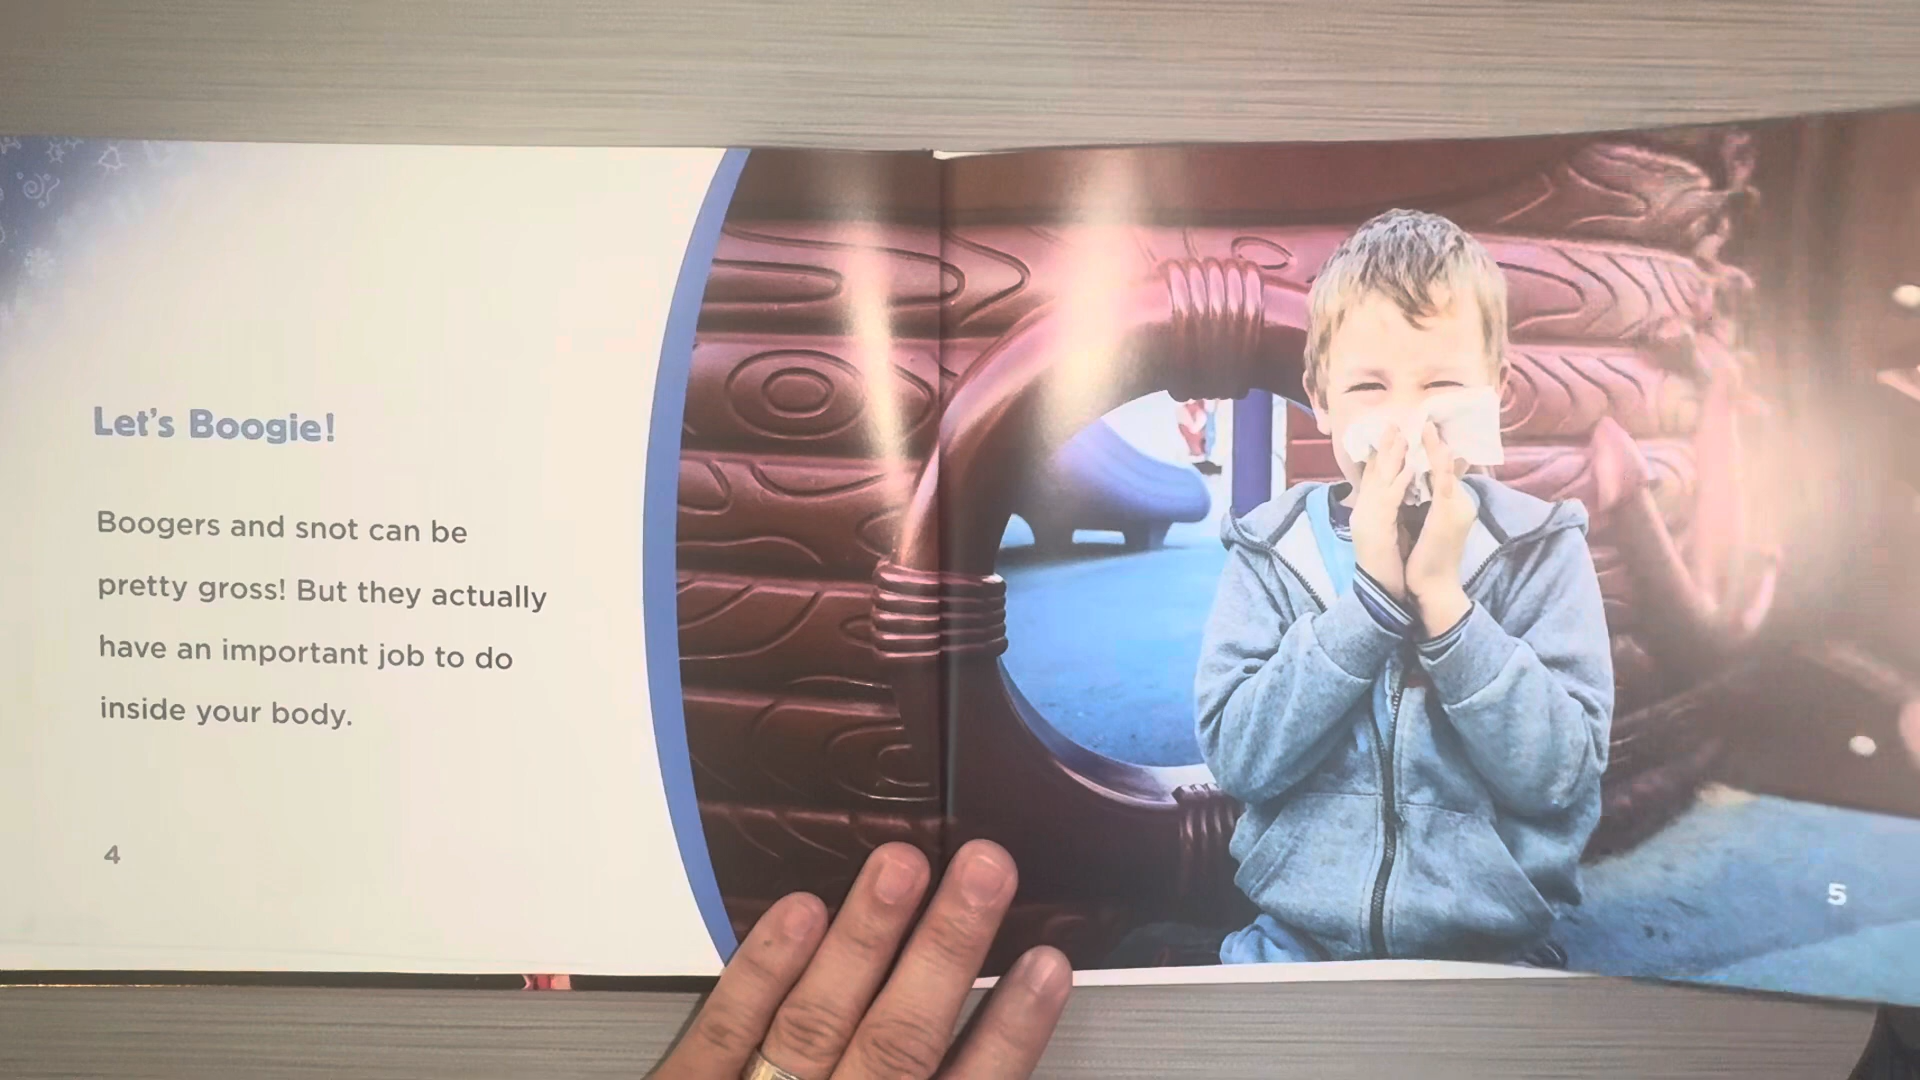 Let's Boogie!
Boogers and snot can be
pretty gross! But they actually
have an important job to do
inside your body.
4
5